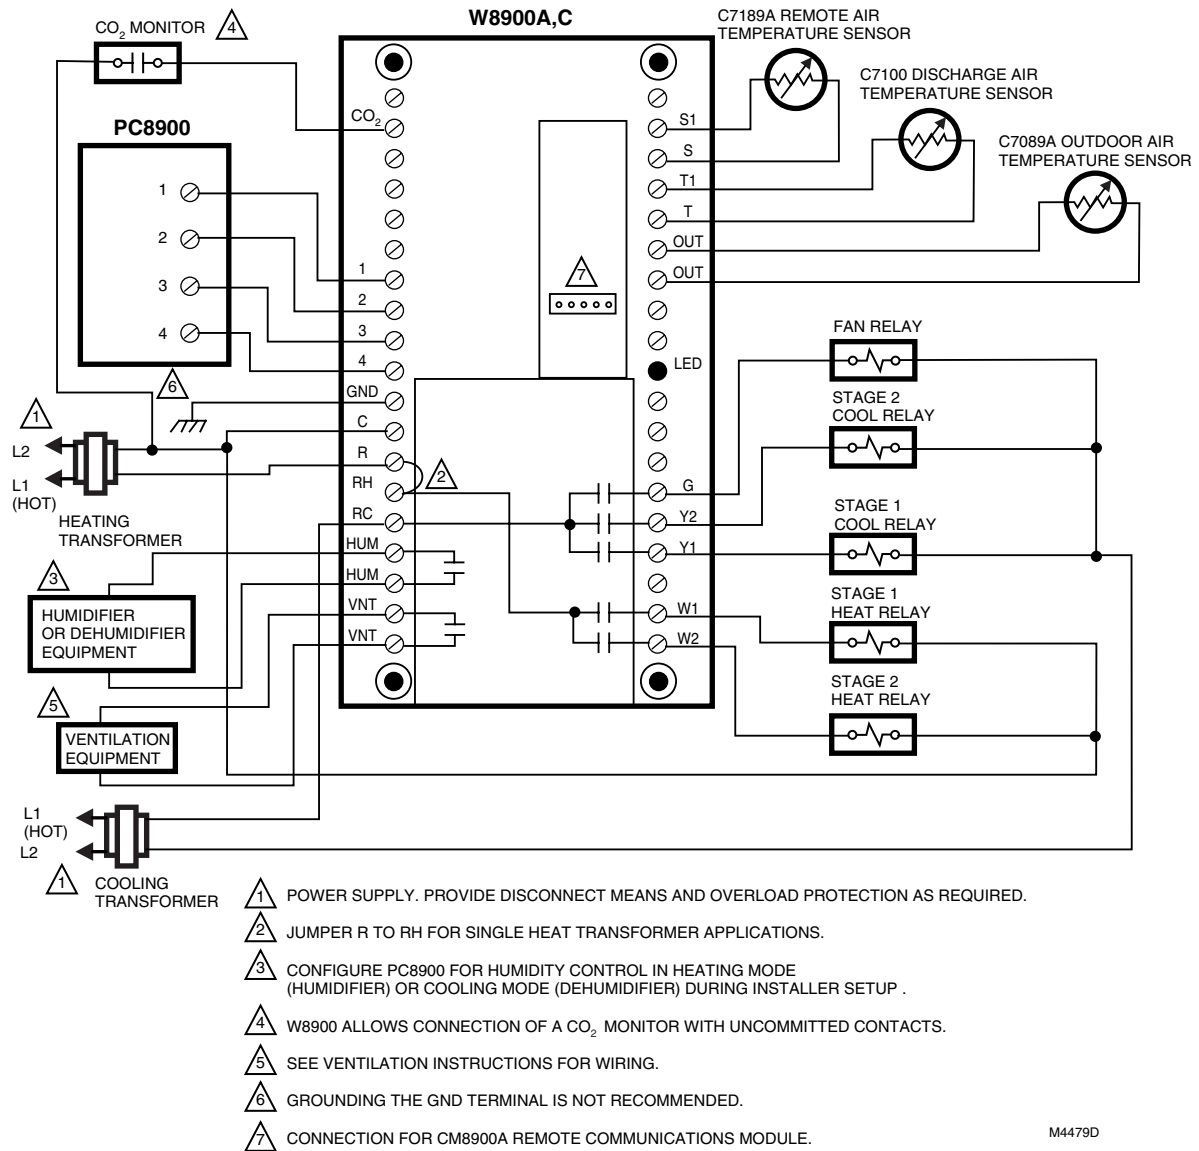 W8900A,C
C7189A REMOTE AIR
TEMPERATURE SENSOR
CO2 MONITOR
4
C7100 DISCHARGE AIR
TEMPERATURE SENSOR
PC8900
C7089A OUTDOOR AIR
TEMPERATURE SENSOR
1
2
3
4
6
CO2
1
2
3
4
GND
C
R
RH
RC
HUM
HUM
VNT
VNT
2
7
S1
S
T1
T
OUT
OUT
LED
G
Y2
Y1
W1
W2
FAN RELAY
STAGE 2
COOL RELAY
STAGE 1
COOL RELAY
STAGE 1
HEAT RELAY
STAGE 2
HEAT RELAY
1
L2
L1
(HOT)
HEATING
TRANSFORMER
3
HUMIDIFIER
OR DEHUMIDIFIER
EQUIPMENT
5
VENTILATION
EQUIPMENT
L1
(HOT)
L2
1
COOLING
TRANSFORMER
1 POWER SUPPLY. PROVIDE DISCONNECT MEANS AND OVERLOAD PROTECTION AS REQUIRED.
2 JUMPER R TO RH FOR SINGLE HEAT TRANSFORMER APPLICATIONS.
3 CONFIGURE PC8900 FOR HUMIDITY CONTROL IN HEATING MODE
(HUMIDIFIER) OR COOLING MODE (DEHUMIDIFIER) DURING INSTALLER SETUP .
4 W8900 ALLOWS CONNECTION OF A CO2 MONITOR WITH UNCOMMITTED CONTACTS.
5 SEE VENTILATION INSTRUCTIONS FOR WIRING.
6 GROUNDING THE GND TERMINAL IS NOT RECOMMENDED.
7 CONNECTION FOR CM8900A REMOTE COMMUNICATIONS MODULE.
M4479D